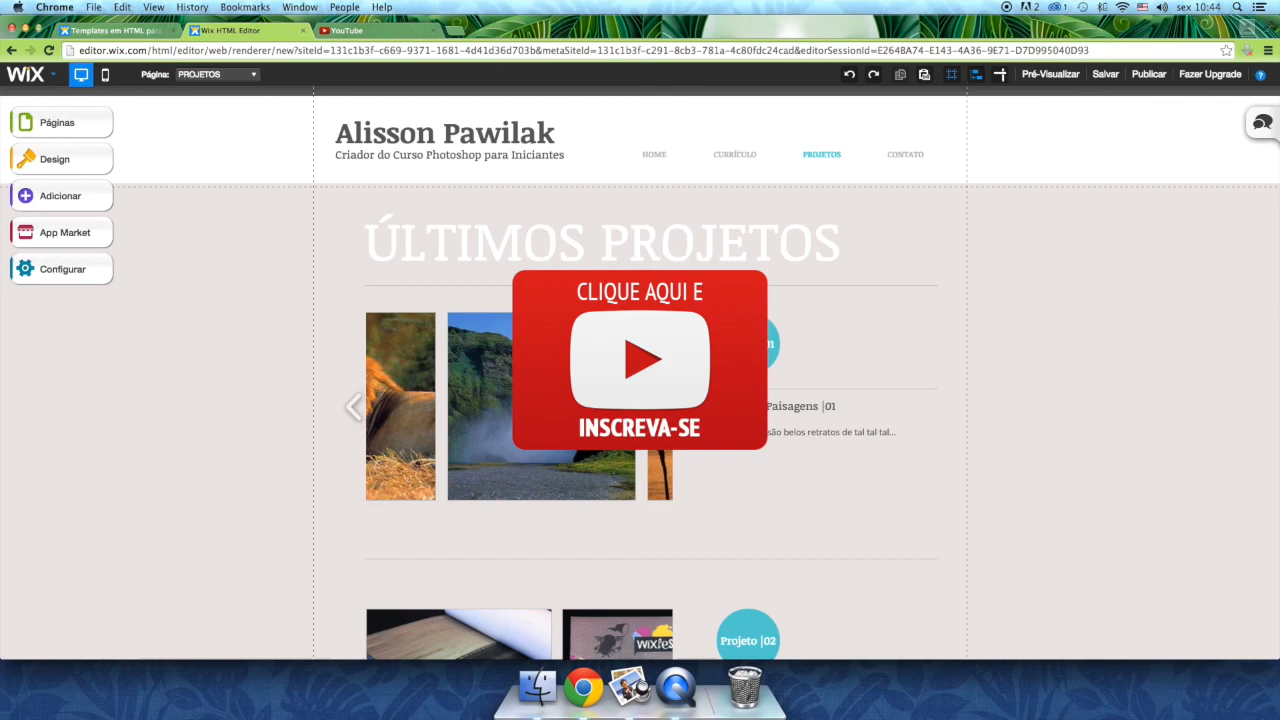 Chrome File Edit View History Bookmarks Window People Help
2 1 sex 10:44
Templates em HTML para Wix HTML Editor YouTube
editor.wix.com/html/editor/web/renderer/new?siteId=131c1b3f-c669-9371-1681-4d41d36d703b&metaSiteId=131c1b3f-c291-8cb3-781a-4c80fdc24cad&editorSessionId=E2648A74-E143-4A36-9E71-D7D995040D93
WiX Página: PROJETOS Pré-Visualizar Salvar Publicar Fazer Upgrade ?
Páginas
Design
Adicionar
App Market
Configurar
Alisson Pawilak
Criador do Curso Photoshop para Iniciantes
HOME CURRÍCULO PROJETOS CONTATO
ÚLTIMOS PROJETOS
CLIQUE AQUI E
INSCREVA-SE
01
Paisagens |01
são belos retratos de tal tal tal...
Projeto |02
WiXfeS